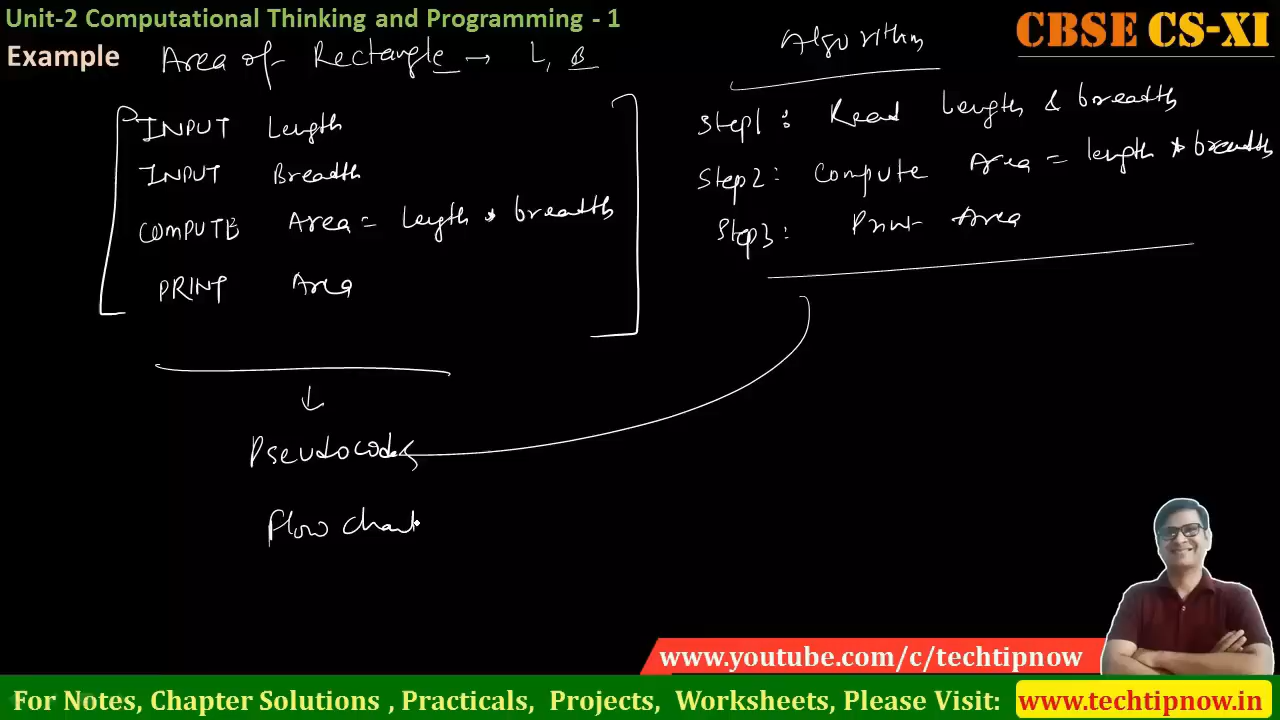 Unit-2 Computational Thinking and Programming - 1
CBSE CS-XI
Example Area of Rectangle → L, B
INPUT Length
INPUT Breadth
COMPUTE Area = length * breadth
PRINT Area
↓
Pseudocode
Flow chart
Algorithm
Step1: Read length & breadth
Step2: Compute Area = length * breadth
Step3: Print Area
www.youtube.com/c/techtipnow
For Notes, Chapter Solutions , Practicals, Projects, Worksheets, Please Visit: www.techtipnow.in